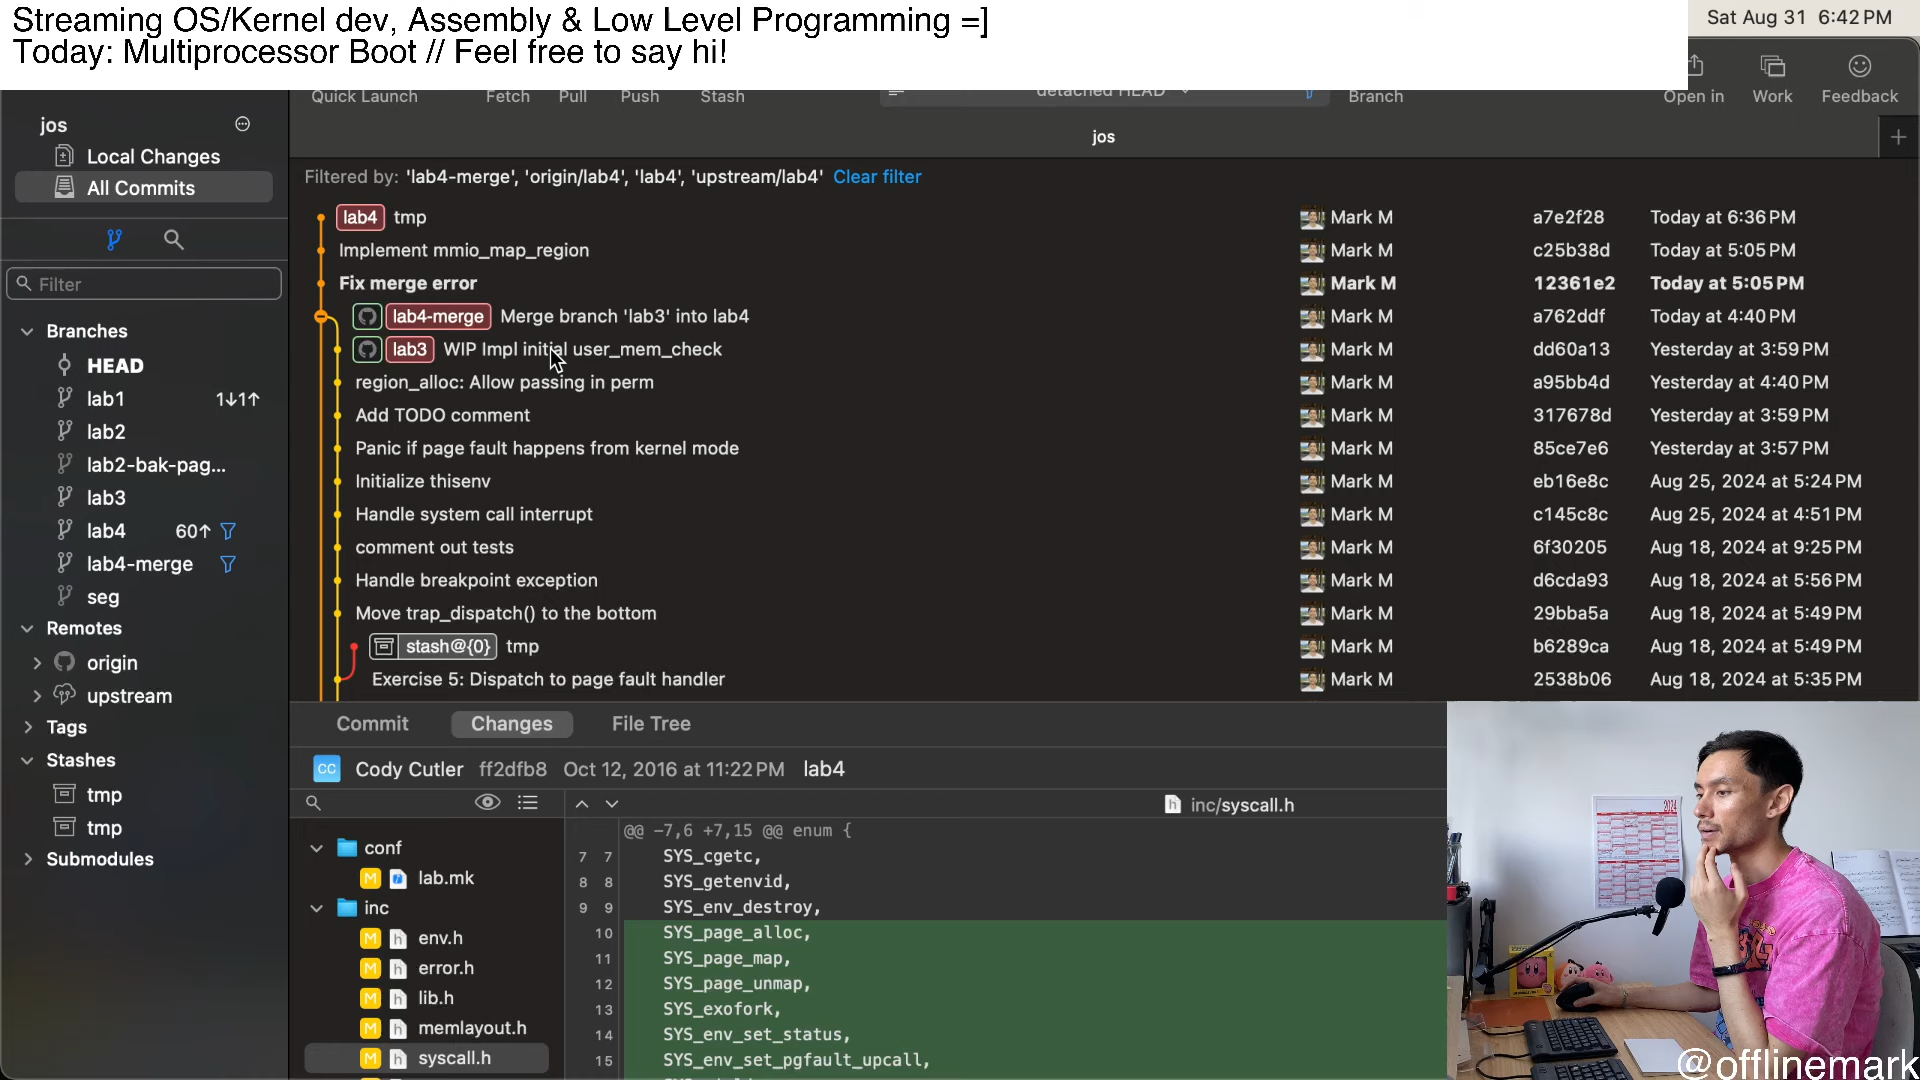 Streaming OS/Kernel dev, Assembly & Low Level Programming =]
Today: Multiprocessor Boot // Feel free to say hi!
Sat Aug 31 6:42 PM
Quick Launch Fetch Pull Push Stash detached HEAD Branch Open in Work Feedback
jos
jos
Local Changes
All Commits
Filter
Branches
HEAD
lab1 1↓1↑
lab2
lab2-bak-pag...
lab3
lab4 60↑
lab4-merge
seg
Remotes
origin
upstream
Tags
Stashes
tmp
tmp
Submodules
Filtered by: 'lab4-merge', 'origin/lab4', 'lab4', 'upstream/lab4' Clear filter
lab4 tmp Mark M a7e2f28 Today at 6:36 PM
Implement mmio_map_region Mark M c25b38d Today at 5:05 PM
Fix merge error Mark M 12361e2 Today at 5:05 PM
lab4-merge Merge branch 'lab3' into lab4 Mark M a762ddf Today at 4:40 PM
lab3 WIP Impl initial user_mem_check Mark M dd60a13 Yesterday at 3:59 PM
region_alloc: Allow passing in perm Mark M a95bb4d Yesterday at 4:40 PM
Add TODO comment Mark M 317678d Yesterday at 3:59 PM
Panic if page fault happens from kernel mode Mark M 85ce7e6 Yesterday at 3:57 PM
Initialize thisenv Mark M eb16e8c Aug 25, 2024 at 5:24 PM
Handle system call interrupt Mark M c145c8c Aug 25, 2024 at 4:51 PM
comment out tests Mark M 6f30205 Aug 18, 2024 at 9:25 PM
Handle breakpoint exception Mark M d6cda93 Aug 18, 2024 at 5:56 PM
Move trap_dispatch() to the bottom Mark M 29bba5a Aug 18, 2024 at 5:49 PM
stash@{0} tmp Mark M b6289ca Aug 18, 2024 at 5:49 PM
Exercise 5: Dispatch to page fault handler Mark M 2538b06 Aug 18, 2024 at 5:35 PM
Commit Changes File Tree
CC Cody Cutler ff2dfb8 Oct 12, 2016 at 11:22 PM lab4
h inc/syscall.h
conf
M lab.mk
inc
M h env.h
M h error.h
M h lib.h
M h memlayout.h
M h syscall.h
@@ -7,6 +7,15 @@ enum {
7 7 SYS_cgetc,
8 8 SYS_getenvid,
9 9 SYS_env_destroy,
10 SYS_page_alloc,
11 SYS_page_map,
12 SYS_page_unmap,
13 SYS_exofork,
14 SYS_env_set_status,
15 SYS_env_set_pgfault_upcall,
2024
@offlinemark